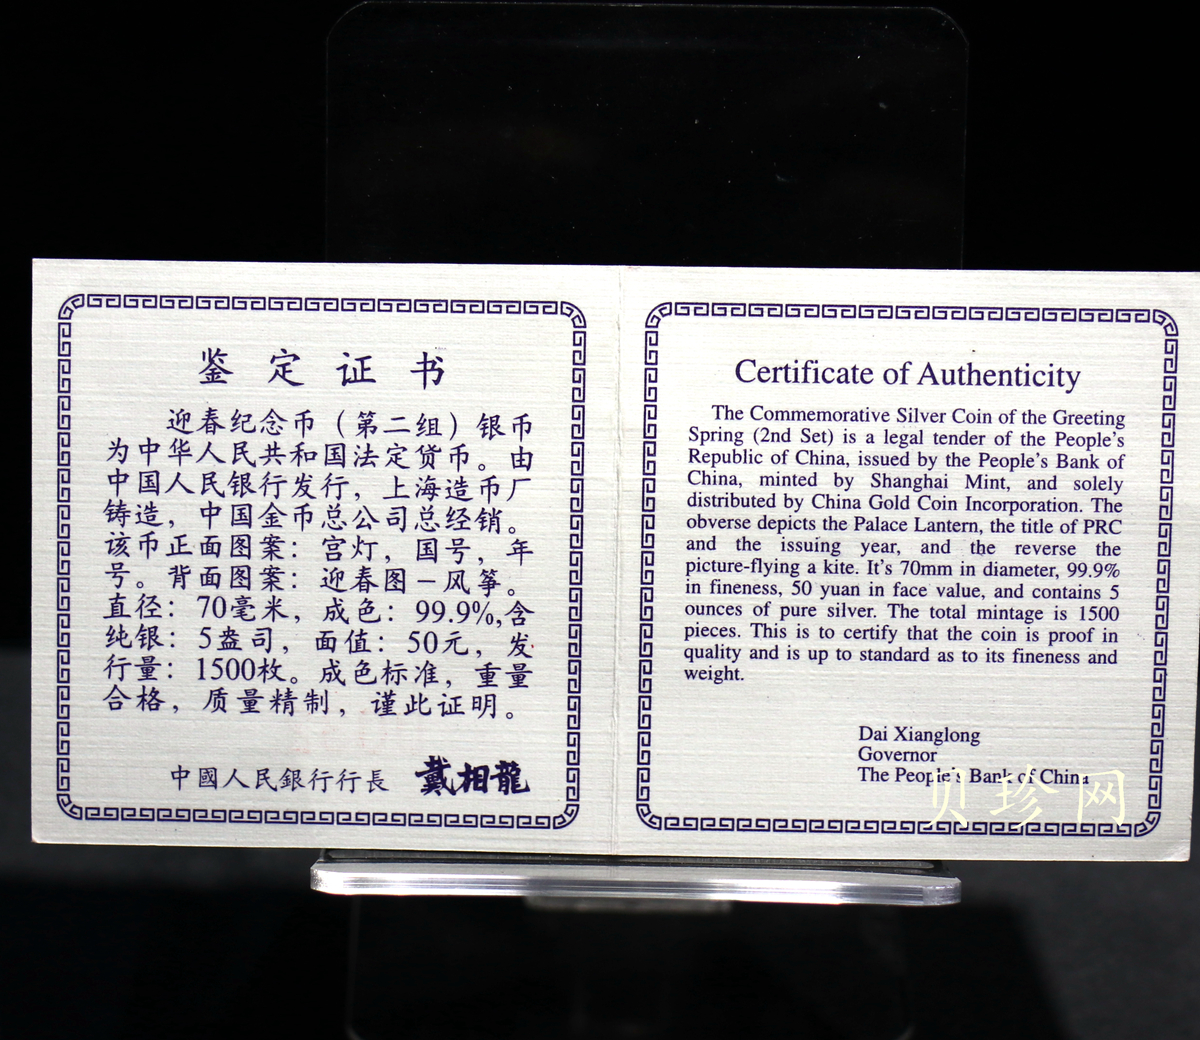 鉴定证书
迎春纪念币（第二组）银币
为中华人民共和国法定货币。由
中国人民银行发行，上海造币厂
铸造，中国金币总公司总经销。
该币正面图案：宫灯，国号，年
号。背面图案：迎春图－风筝。
直径：70毫米，成色：99.9%,含
纯银：5盎司，面值：50元，发
行量：1500枚。成色标准，重量
合格，质量精制，谨此证明。
中國人民銀行行長 戴相龍
Certificate of Authenticity
The Commemorative Silver Coin of the Greeting
Spring (2nd Set) is a legal tender of the People's
Republic of China, issued by the People's Bank of
China, minted by Shanghai Mint, and solely
distributed by China Gold Coin Incorporation. The
obverse depicts the Palace Lantern, the title of PRC
and the issuing year, and the reverse the
picture-flying a kite. It's 70mm in diameter, 99.9%
in fineness, 50 yuan in face value, and contains 5
ounces of pure silver. The total mintage is 1500
pieces. This is to certify that the coin is proof in
quality and is up to standard as to its fineness and
weight.
Dai Xianglong
Governor
The People's Bank of China
贝珍网